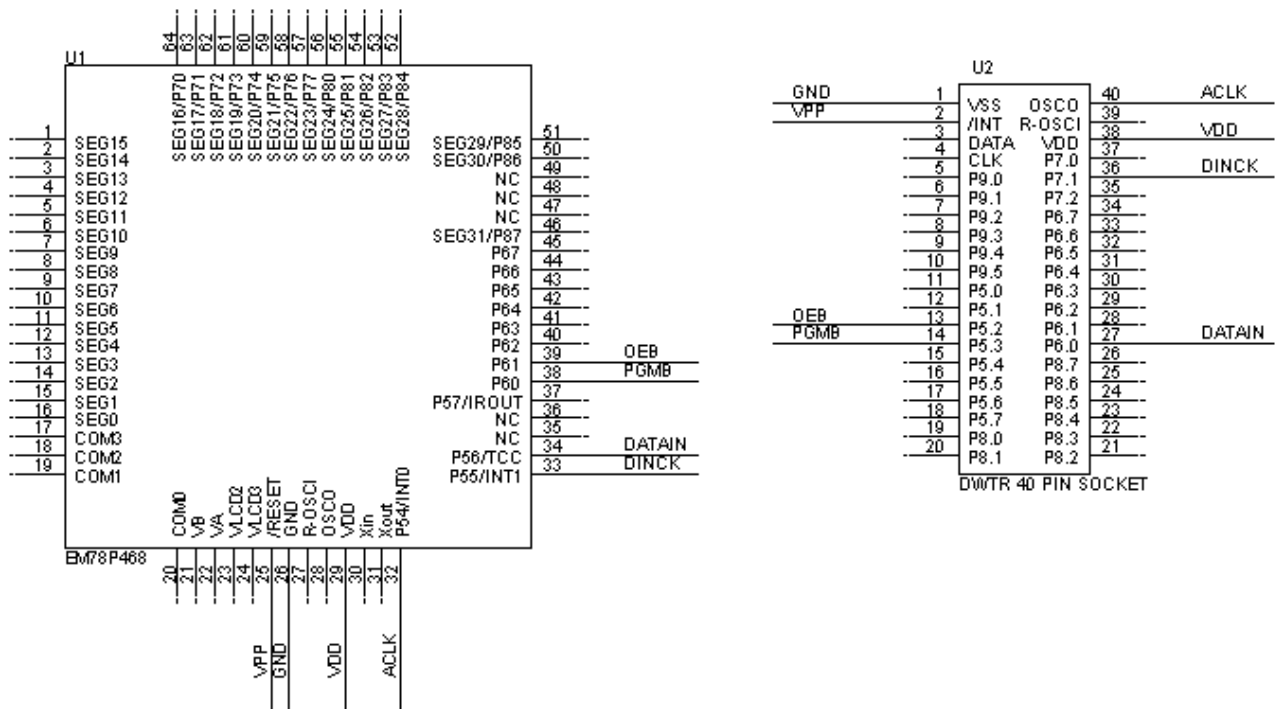 U1
64 63 62 61 60 59 58 57 56 55 54 53 52
SEG16/P70
SEG17/P71
SEG18/P72
SEG19/P73
SEG20/P74
SEG21/P75
SEG22/P76
SEG23/P77
SEG24/P80
SEG25/P81
SEG26/P82
SEG27/P83
SEG28/P84
1 SEG15
2 SEG14
3 SEG13
4 SEG12
5 SEG11
6 SEG10
7 SEG9
8 SEG8
9 SEG7
10 SEG6
11 SEG5
12 SEG4
13 SEG3
14 SEG2
15 SEG1
16 SEG0
17 COM3
18 COM2
19 COM1
SEG29/P85 51
SEG30/P86 50
NC 49
NC 48
NC 47
SEG31/P87 46
P67 45
P66 44
P65 43
P64 42
P63 41
P62 40
P61 39 OEB
P60 38 PGMB
P57/IROUT 37
NC 36
NC 35
P56/TCC 34 DATAIN
P55/INT1 33 DINCK
COM0
VB
VA
VLCD2
VLCD3
/RESET
GND
R-OSCI
OSCO
VDD
Xin
Xout
P54/INT0
EM78P468
20 21 22 23 24 25 26 27 28 29 30 31 32
VPP
GND
VDD
ACLK
U2
GND 1 VSS OSCO 40 ACLK
VPP 2 /INT R-OSCI 39
3 DATA VDD 38 VDD
4 CLK P7.0 37
5 P9.0 P7.1 36 DINCK
6 P9.1 P7.2 35
7 P9.2 P6.7 34
8 P9.3 P6.6 33
9 P9.4 P6.5 32
10 P9.5 P6.4 31
11 P5.0 P6.3 30
12 P5.1 P6.2 29
OEB 13 P5.2 P6.1 28
PGMB 14 P5.3 P6.0 27 DATAIN
15 P5.4 P8.7 26
16 P5.5 P8.6 25
17 P5.6 P8.5 24
18 P5.7 P8.4 23
19 P8.0 P8.3 22
20 P8.1 P8.2 21
DWTR 40 PIN SOCKET